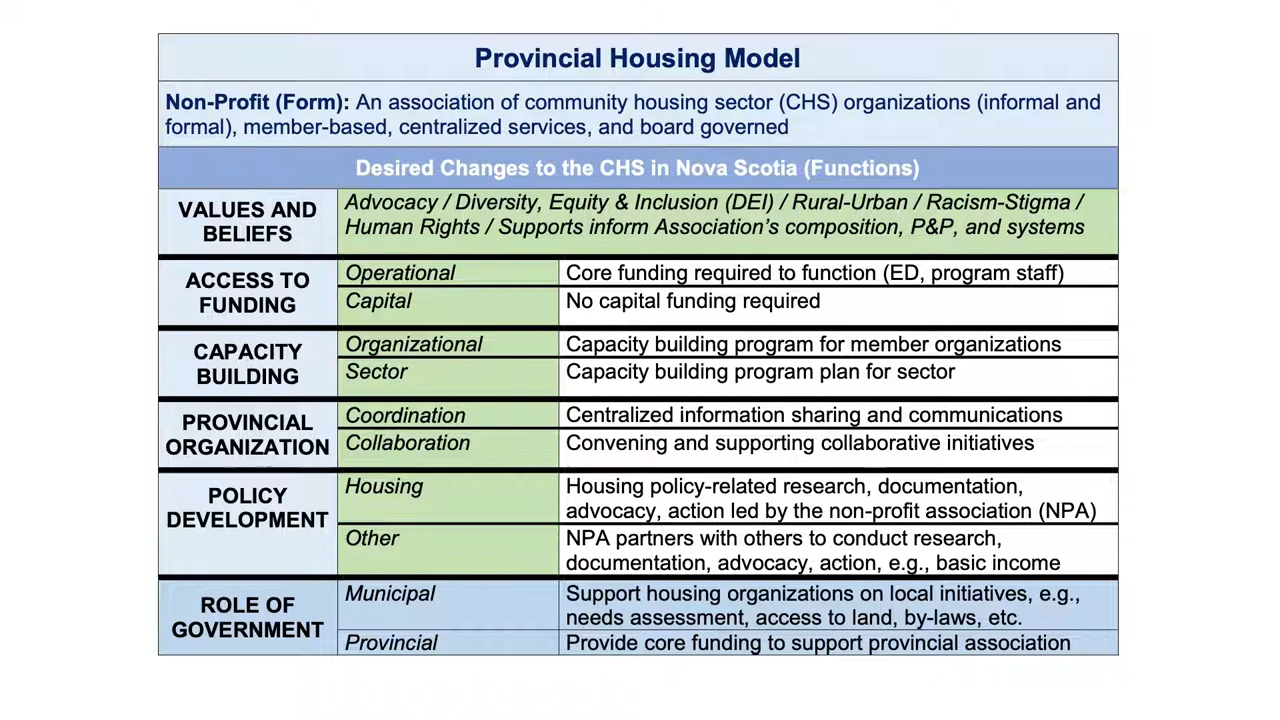 Provincial Housing Model
Non-Profit (Form): An association of community housing sector (CHS) organizations (informal and
formal), member-based, centralized services, and board governed
Desired Changes to the CHS in Nova Scotia (Functions)
VALUES AND
BELIEFS
Advocacy / Diversity, Equity & Inclusion (DEI) / Rural-Urban / Racism-Stigma /
Human Rights / Supports inform Association's composition, P&P, and systems
ACCESS TO
FUNDING
Operational
Core funding required to function (ED, program staff)
Capital
No capital funding required
CAPACITY
BUILDING
Organizational
Capacity building program for member organizations
Sector
Capacity building program plan for sector
PROVINCIAL
ORGANIZATION
Coordination
Centralized information sharing and communications
Collaboration
Convening and supporting collaborative initiatives
POLICY
DEVELOPMENT
Housing
Housing policy-related research, documentation,
advocacy, action led by the non-profit association (NPA)
Other
NPA partners with others to conduct research,
documentation, advocacy, action, e.g., basic income
ROLE OF
GOVERNMENT
Municipal
Support housing organizations on local initiatives, e.g.,
needs assessment, access to land, by-laws, etc.
Provincial
Provide core funding to support provincial association